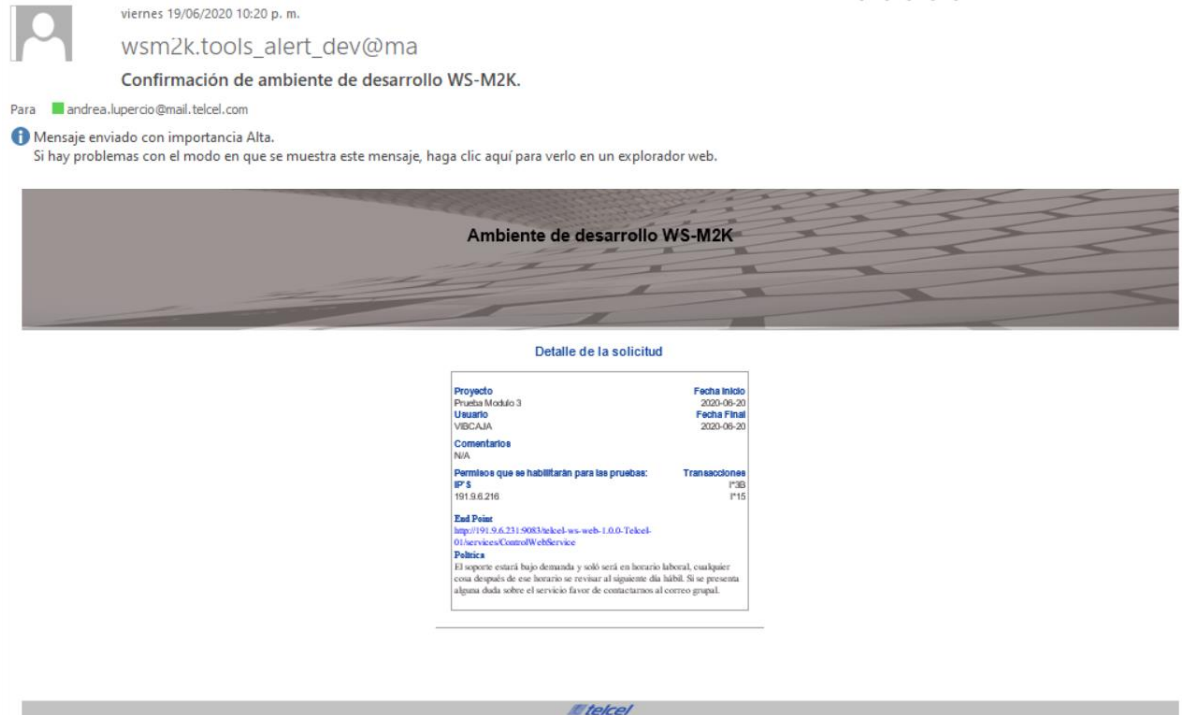 viernes 19/06/2020 10:20 p. m.
wsm2k.tools_alert_dev@ma
Confirmación de ambiente de desarrollo WS-M2K.
Para andrea.lupercio@mail.telcel.com
Mensaje enviado con importancia Alta.
Si hay problemas con el modo en que se muestra este mensaje, haga clic aquí para verlo en un explorador web.
Ambiente de desarrollo WS-M2K
Detalle de la solicitud
Proyecto Fecha Inicio
Prueba Modulo 3 2020-06-20
Usuario Fecha Final
VIBCAJA 2020-06-20
Comentarios
N/A
Permisos que se habilitarán para las pruebas: Transacciones
IP'S I*3B
191.9.6.216 I*15
End Point
http://191.9.6.231:9083/telcel-ws-web-1.0.0-Telcel-
01/services/ControlWebService
Política
El soporte estará bajo demanda y soló será en horario laboral, cualquier
cosa después de ese horario se revisar al siguiente día hábil. Si se presenta
alguna duda sobre el servicio favor de contactarnos al correo grupal.
telcel